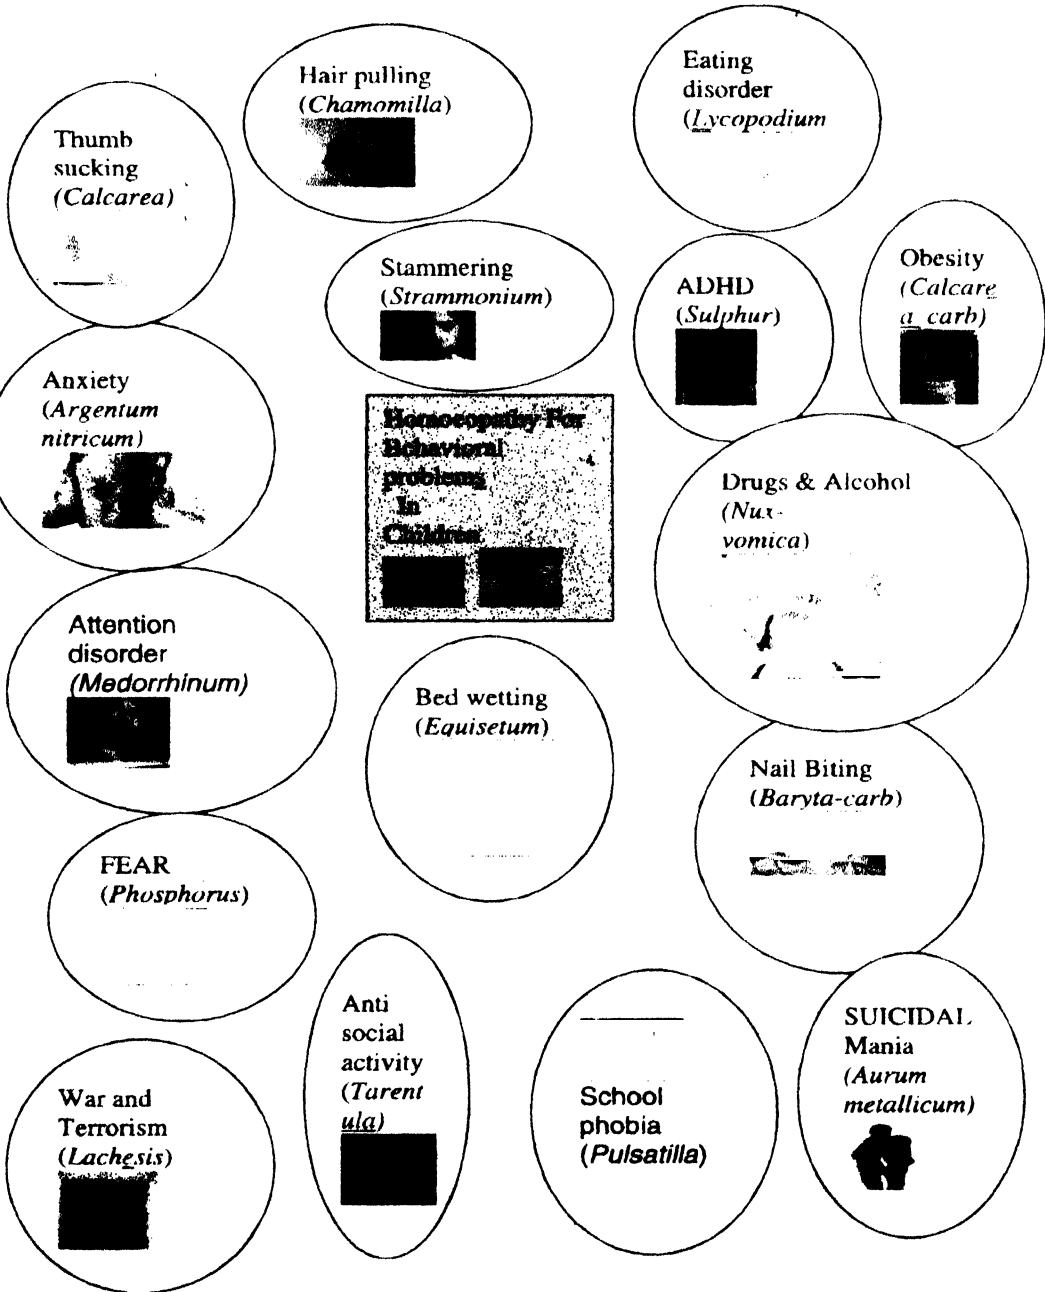 Hair pulling
(Chamomilla)
Eating
disorder
(Lycopodium
Thumb
sucking
(Calcarea)
Stammering
(Strammonium)
ADHD
(Sulphur)
Obesity
(Calcare
a_carb)
Anxiety
(Argentum
nitricum)
Homoeopathy For
Behavioral
problems
In
Children
Drugs & Alcohol
(Nux-
vomica)
Attention
disorder
(Medorrhinum)
Bed wetting
(Equisetum)
Nail Biting
(Baryta-carb)
FEAR
(Phosphorus)
Anti
social
activity
(Tarent
ula)
School
phobia
(Pulsatilla)
SUICIDAL
Mania
(Aurum
metallicum)
War and
Terrorism
(Lachesis)